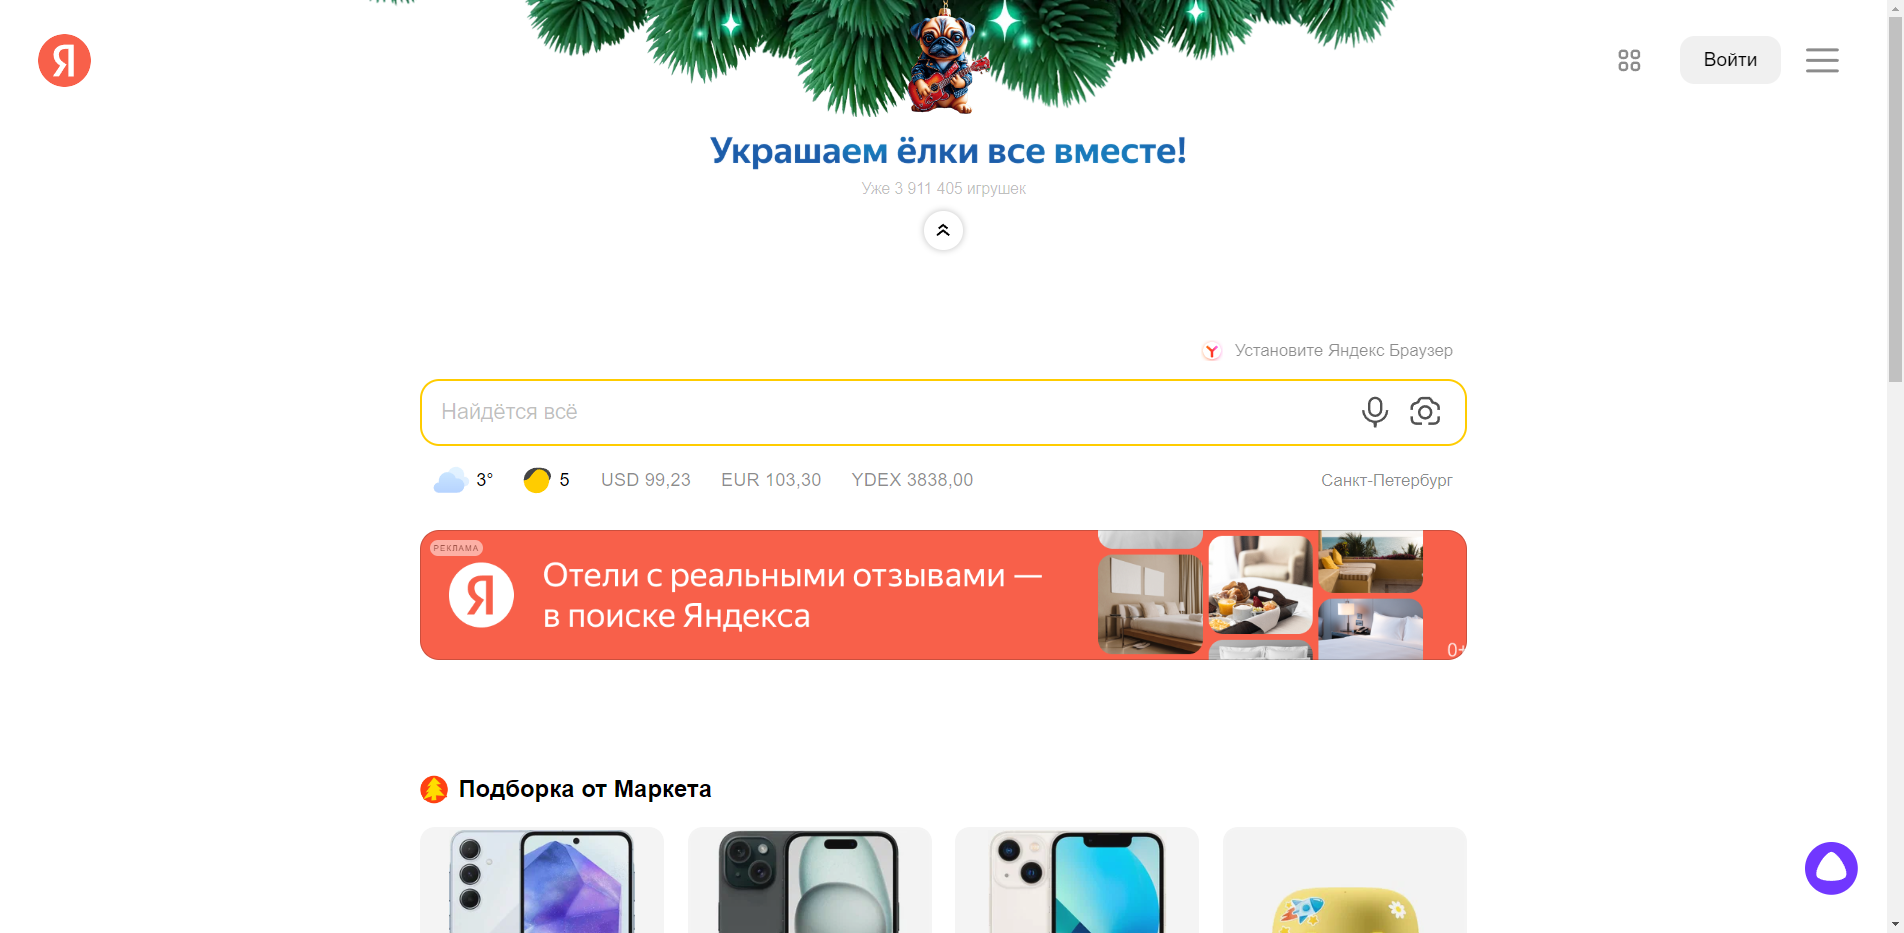 Я
Войти
Украшаем ёлки все вместе!
Уже 3 911 405 игрушек
Установите Яндекс Браузер
Найдётся всё
3°
5
USD 99,23
EUR 103,30
YDEX 3838,00
Санкт-Петербург
РЕКЛАМА
Я
Отели с реальными отзывами —
в поиске Яндекса
0+
Подборка от Маркета